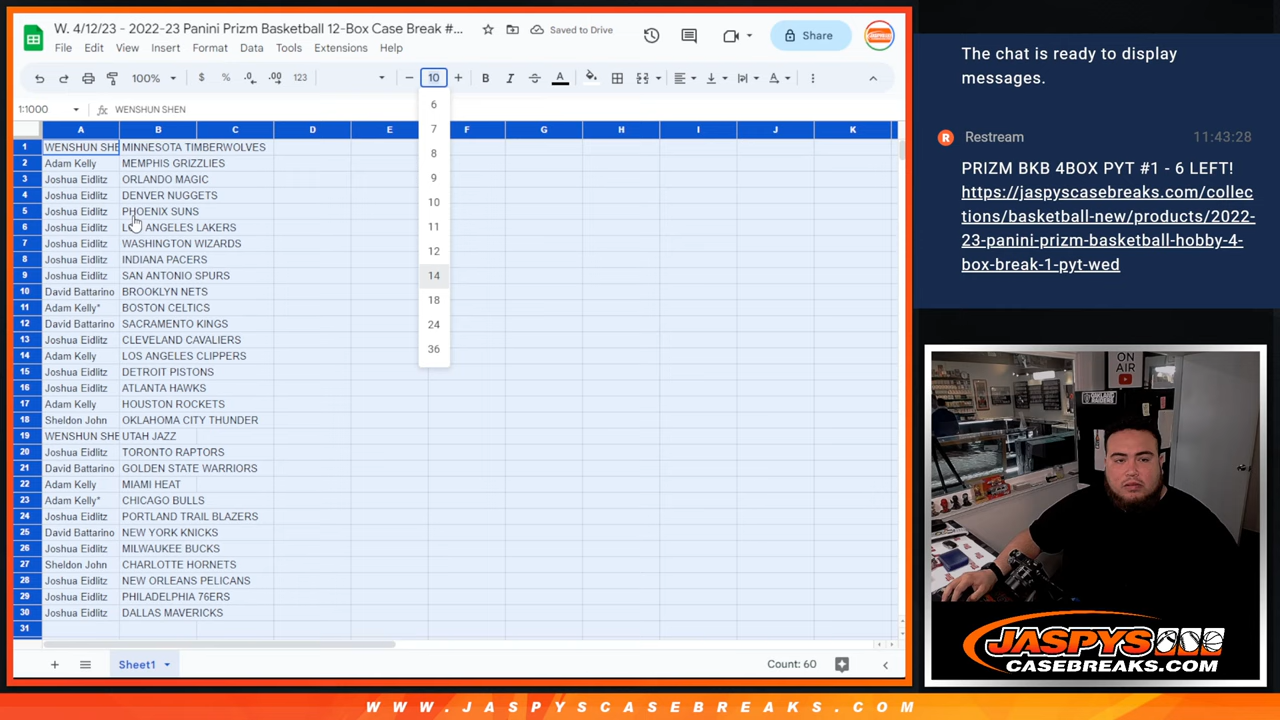 W. 4/12/23 - 2022-23 Panini Prizm Basketball 12-Box Case Break #...
Saved to Drive
Share
File Edit View Insert Format Data Tools Extensions Help
100% $ % .0 .00 123 10 B I S A
1:1000 fx WENSHUN SHEN
A B C D E F G H I J K
1 WENSHUN SHE MINNESOTA TIMBERWOLVES
2 Adam Kelly MEMPHIS GRIZZLIES
3 Joshua Eidlitz ORLANDO MAGIC
4 Joshua Eidlitz DENVER NUGGETS
5 Joshua Eidlitz PHOENIX SUNS
6 Joshua Eidlitz LOS ANGELES LAKERS
7 Joshua Eidlitz WASHINGTON WIZARDS
8 Joshua Eidlitz INDIANA PACERS
9 Joshua Eidlitz SAN ANTONIO SPURS
10 David Battarino BROOKLYN NETS
11 Adam Kelly* BOSTON CELTICS
12 David Battarino SACRAMENTO KINGS
13 Joshua Eidlitz CLEVELAND CAVALIERS
14 Adam Kelly LOS ANGELES CLIPPERS
15 Joshua Eidlitz DETROIT PISTONS
16 Joshua Eidlitz ATLANTA HAWKS
17 Adam Kelly HOUSTON ROCKETS
18 Sheldon John OKLAHOMA CITY THUNDER
19 WENSHUN SHE UTAH JAZZ
20 Joshua Eidlitz TORONTO RAPTORS
21 David Battarino GOLDEN STATE WARRIORS
22 Adam Kelly MIAMI HEAT
23 Adam Kelly* CHICAGO BULLS
24 Joshua Eidlitz PORTLAND TRAIL BLAZERS
25 David Battarino NEW YORK KNICKS
26 Joshua Eidlitz MILWAUKEE BUCKS
27 Sheldon John CHARLOTTE HORNETS
28 Joshua Eidlitz NEW ORLEANS PELICANS
29 Joshua Eidlitz PHILADELPHIA 76ERS
30 Joshua Eidlitz DALLAS MAVERICKS
31
6
7
8
9
10
11
12
14
18
24
36
Sheet1
Count: 60
The chat is ready to display
messages.
R Restream 11:43:28
PRIZM BKB 4BOX PYT #1 - 6 LEFT!
https://jaspyscasebreaks.com/collec
tions/basketball-new/products/2022-
23-panini-prizm-basketball-hobby-4-
box-break-1-pyt-wed
ON
AIR
JASPYS
CASEBREAKS.COM
WWW.JASPYSCASEBREAKS.COM